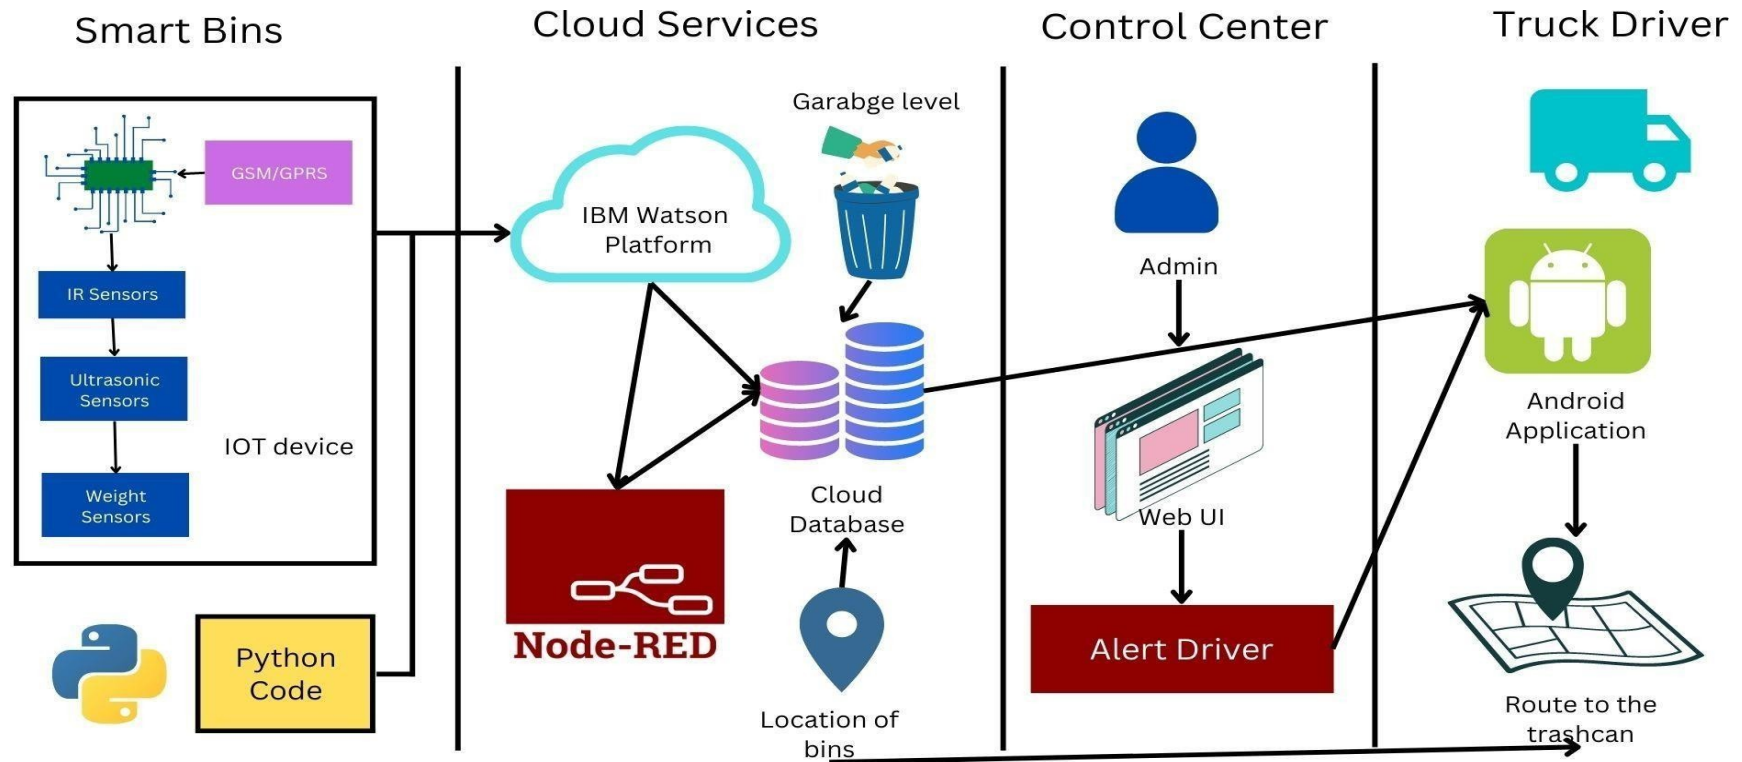 Smart Bins
Cloud Services
Control Center
Truck Driver
GSM/GPRS
IR Sensors
Ultrasonic
Sensors
IOT device
Weight
Sensors
Python
Code
Garabge level
IBM Watson
Platform
Cloud
Database
Node-RED
Location of
bins
Admin
Web UI
Alert Driver
Android
Application
Route to the
trashcan